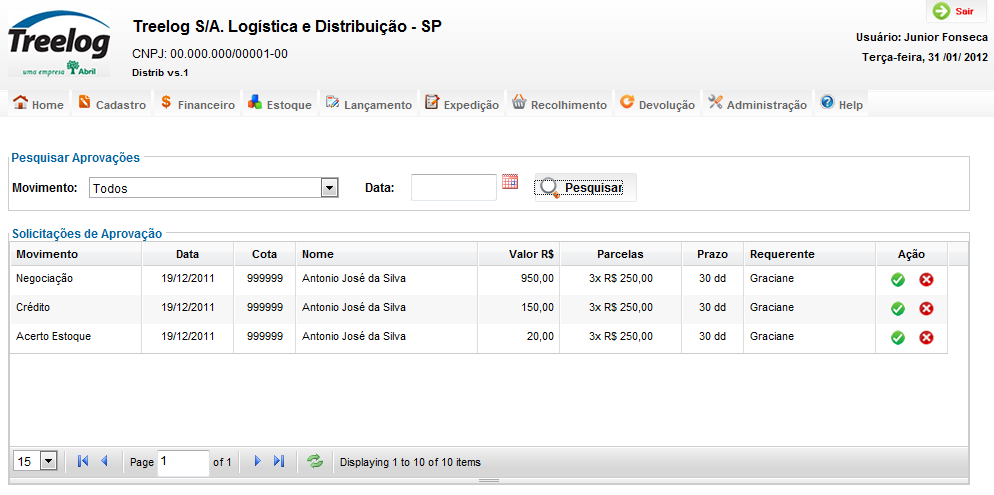 Treelog
uma empresa Abril
Treelog S/A. Logística e Distribuição - SP
CNPJ: 00.000.000/00001-00
Distrib vs.1
Sair
Usuário: Junior Fonseca
Terça-feira, 31 /01/ 2012
Home Cadastro Financeiro Estoque Lançamento Expedição Recolhimento Devolução Administração Help
Pesquisar Aprovações
Movimento: Todos Data: Pesquisar
Solicitações de Aprovação
Movimento Data Cota Nome Valor R$ Parcelas Prazo Requerente Ação
Negociação 19/12/2011 999999 Antonio José da Silva 950,00 3x R$ 250,00 30 dd Graciane
Crédito 19/12/2011 999999 Antonio José da Silva 150,00 3x R$ 250,00 30 dd Graciane
Acerto Estoque 19/12/2011 999999 Antonio José da Silva 20,00 3x R$ 250,00 30 dd Graciane
15 Page 1 of 1 Displaying 1 to 10 of 10 items